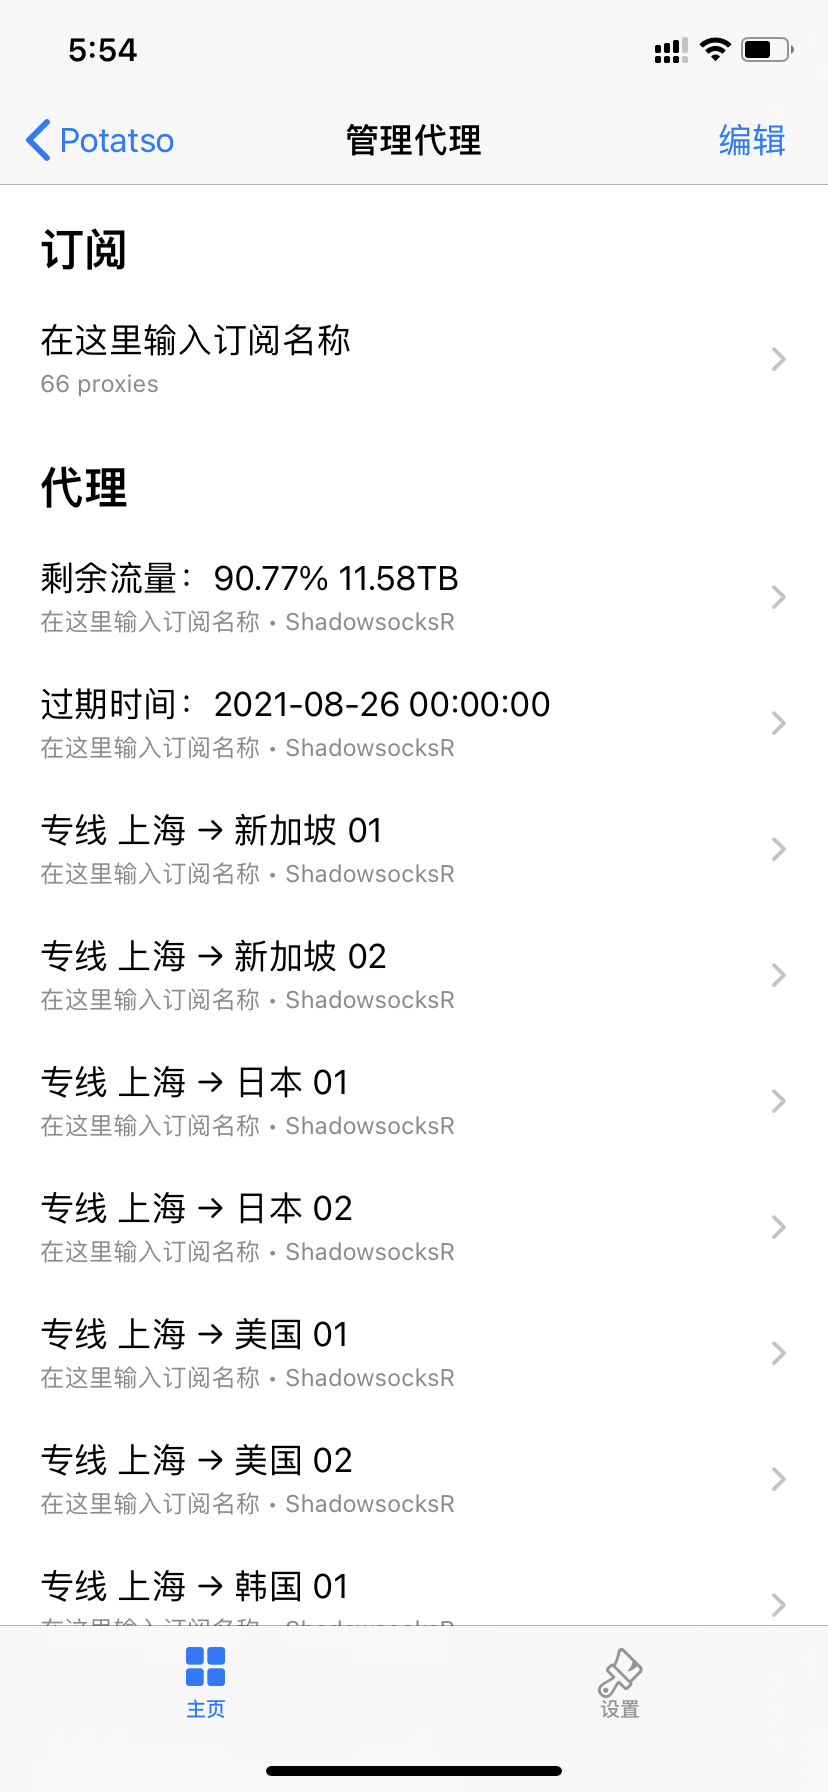 5:54
Potatso
管理代理
编辑
订阅
在这里输入订阅名称
66 proxies
代理
剩余流量：90.77% 11.58TB
在这里输入订阅名称 • ShadowsocksR
过期时间：2021-08-26 00:00:00
在这里输入订阅名称 • ShadowsocksR
专线 上海 → 新加坡 01
在这里输入订阅名称 • ShadowsocksR
专线 上海 → 新加坡 02
在这里输入订阅名称 • ShadowsocksR
专线 上海 → 日本 01
在这里输入订阅名称 • ShadowsocksR
专线 上海 → 日本 02
在这里输入订阅名称 • ShadowsocksR
专线 上海 → 美国 01
在这里输入订阅名称 • ShadowsocksR
专线 上海 → 美国 02
在这里输入订阅名称 • ShadowsocksR
专线 上海 → 韩国 01
主页
设置